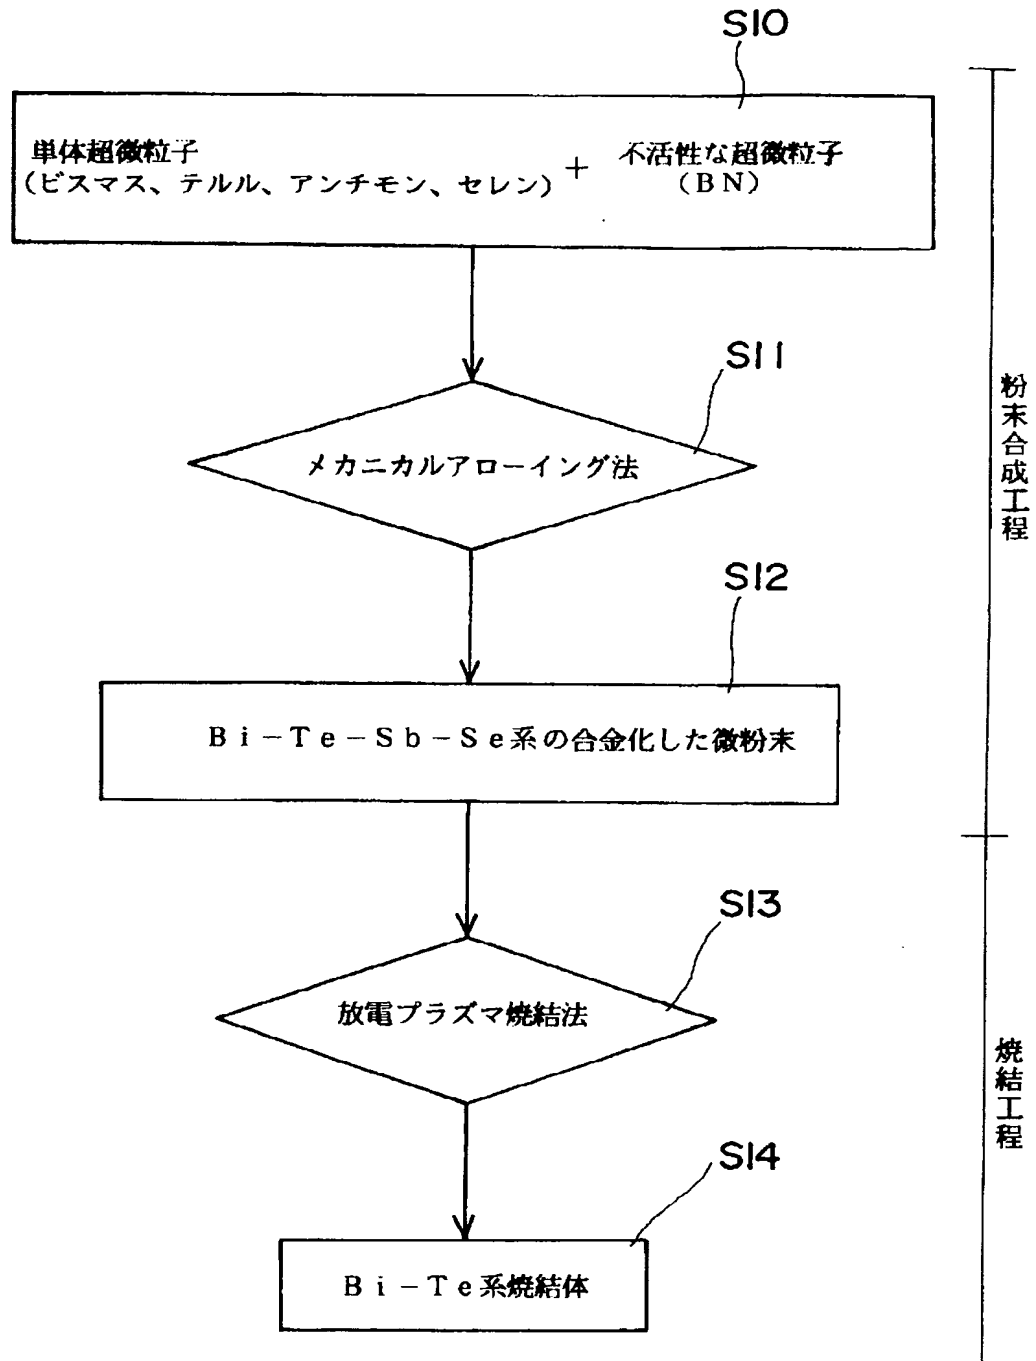 S10
単体超微粒子
(ビスマス、テルル、アンチモン、セレン)
+
不活性な超微粒子
(BN)
S11
メカニカルアローイング法
S12
Bi-Te-Sb-Se系の合金化した微粉末
粉末合成工程
S13
放電プラズマ焼結法
S14
Bi-Te系焼結体
焼結工程